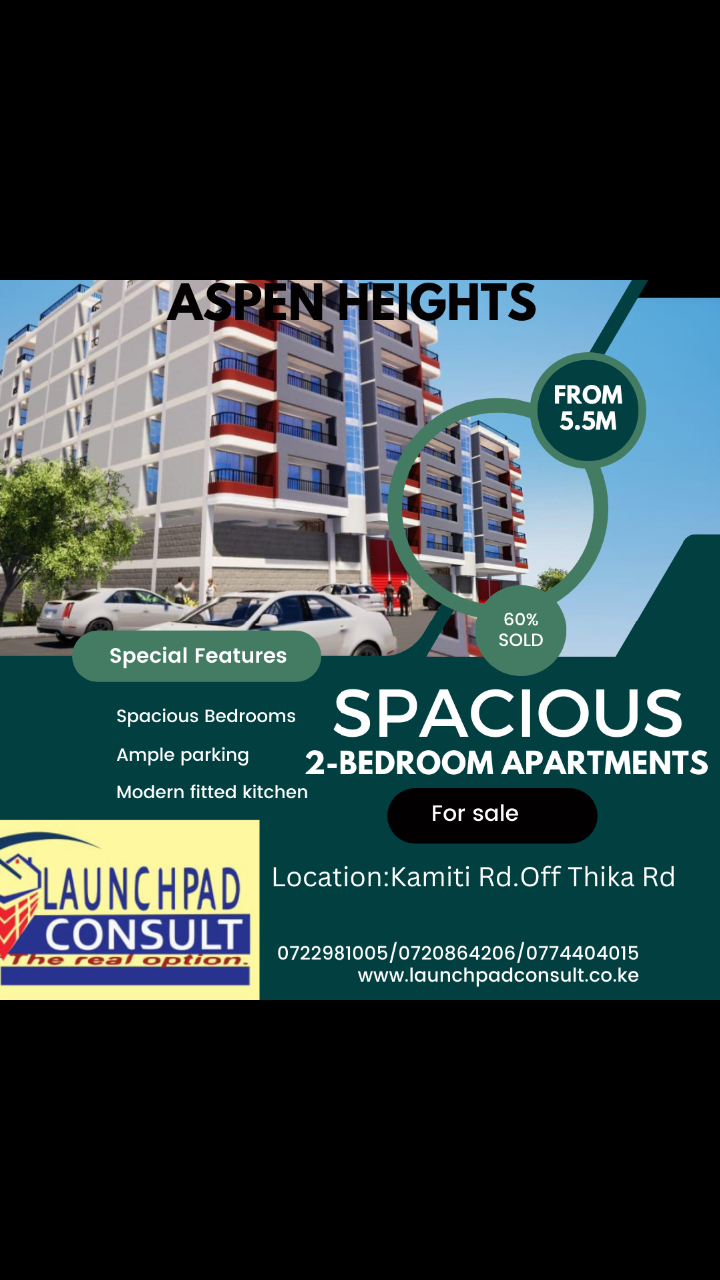 ASPEN HEIGHTS
FROM
5.5M
60%
SOLD
Special Features
Spacious Bedrooms
Ample parking
Modern fitted kitchen
SPACIOUS
2-BEDROOM APARTMENTS
For sale
Location:Kamiti Rd.Off Thika Rd
LAUNCHPAD
CONSULT
The real option.
0722981005/0720864206/0774404015
www.launchpadconsult.co.ke